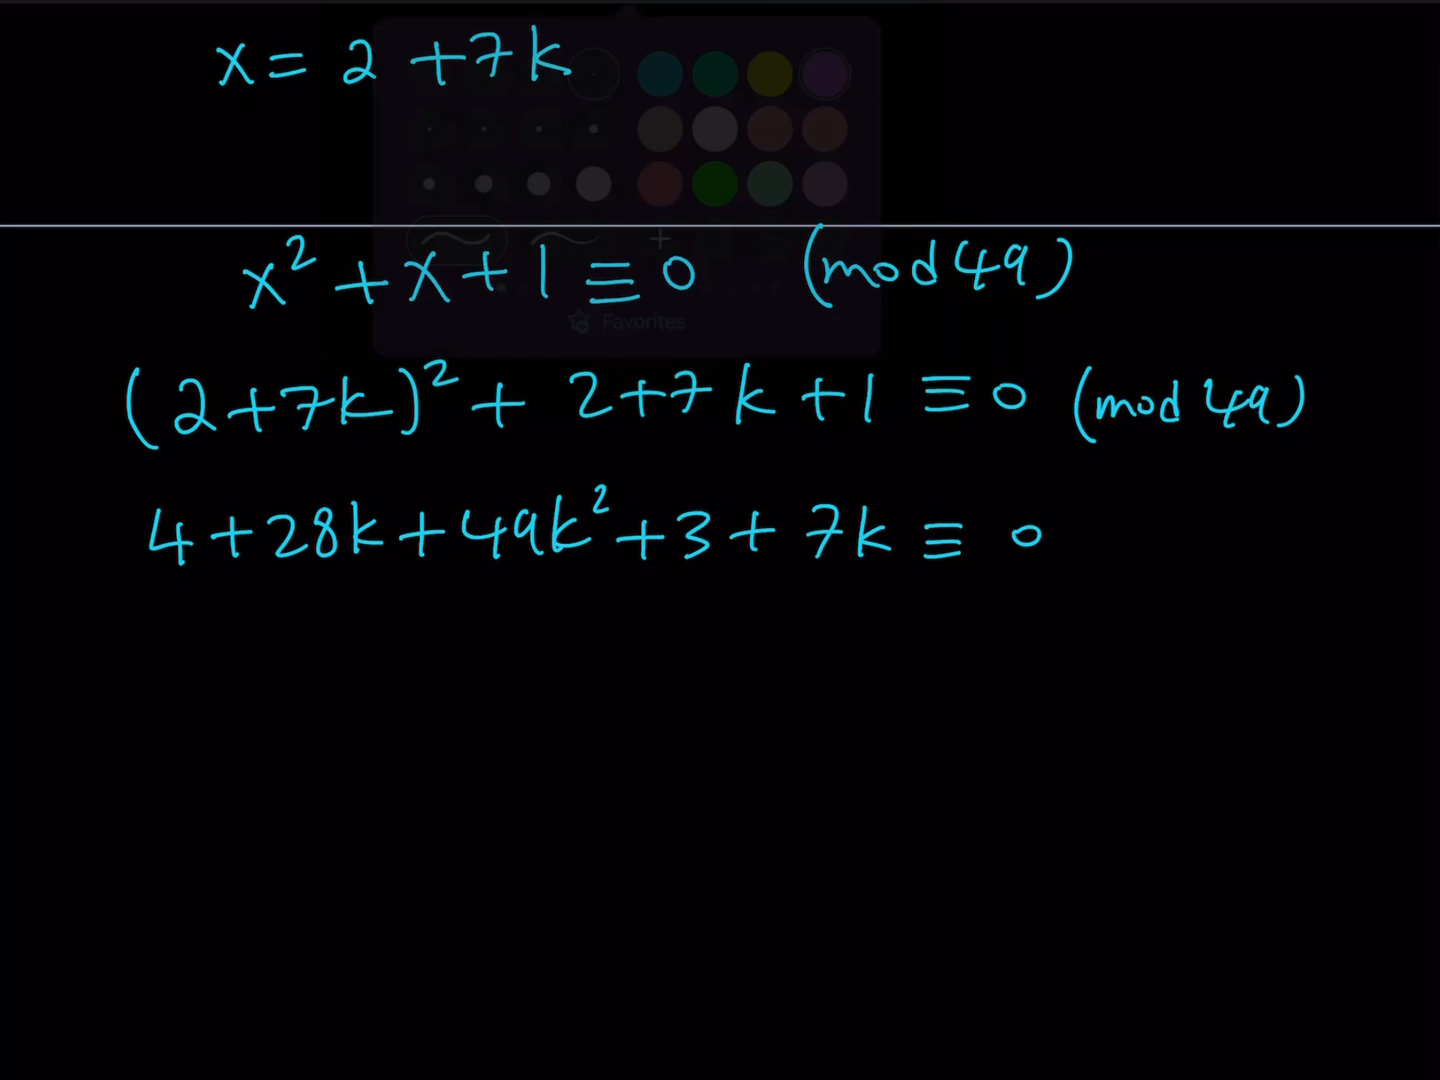 x = 2 + 7k
x² + x + 1 ≡ 0 (mod 49)
Favorites
(2 + 7k)² + 2 + 7k + 1 ≡ 0 (mod 49)
4 + 28k + 49k² + 3 + 7k ≡ 0